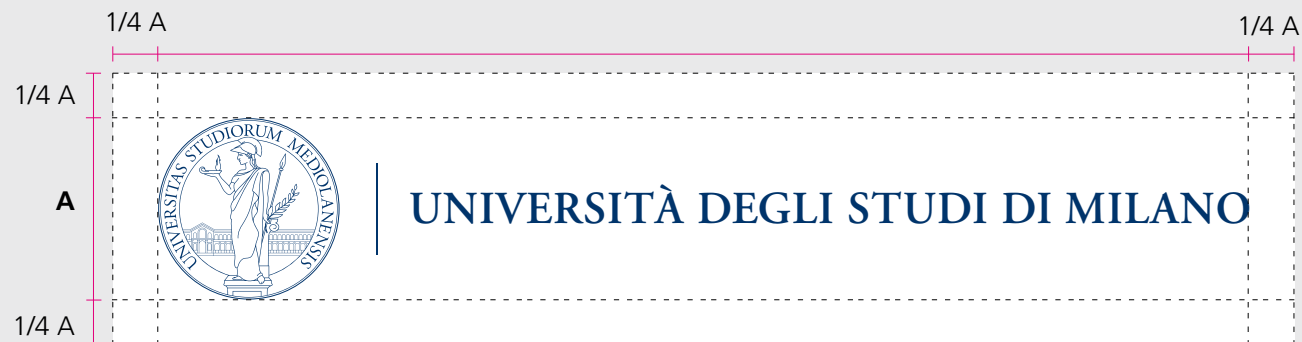 1/4 A
1/4 A
1/4 A
A
UNIVERSITAS STUDIORUM MEDIOLANENSIS
UNIVERSITÀ DEGLI STUDI DI MILANO
1/4 A